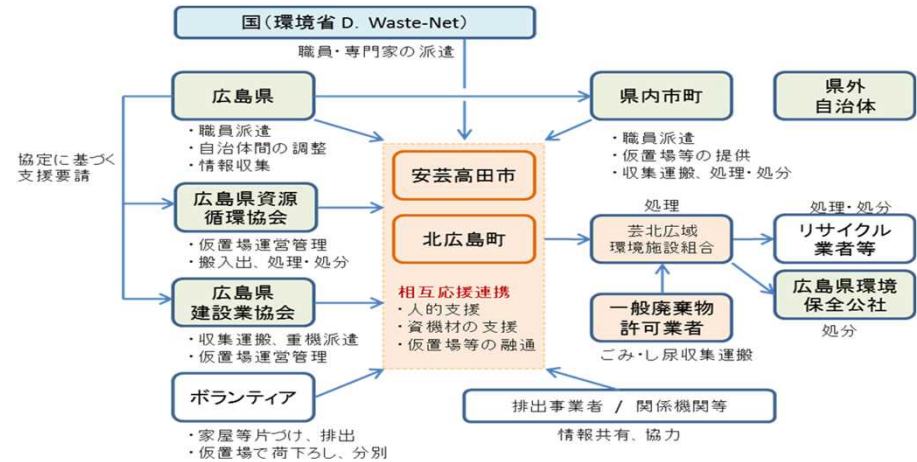 国(環境省 D. Waste-Net)
職員・専門家の派遣
広島県
・職員派遣
・自治体間の調整
・情報収集
県内市町
・職員派遣
・仮置場等の提供
・収集運搬、処理・処分
県外
自治体
協定に基づく
支援要請
広島県資源
循環協会
・仮置場運営管理
・搬入出、処理・処分
広島県
建設業協会
・収集運搬、重機派遣
・仮置場運営管理
ボランティア
・家屋等片づけ、排出
・仮置場で荷下ろし、分別
安芸高田市
北広島町
相互応援連携
・人的支援
・資機材の支援
・仮置場等の融通
処理
芸北広域
環境施設組合
一般廃棄物
許可業者
ごみ・し尿収集運搬
処理・処分
リサイクル
業者等
広島県環境
保全公社
処分
排出事業者 / 関係機関等
情報共有、協力